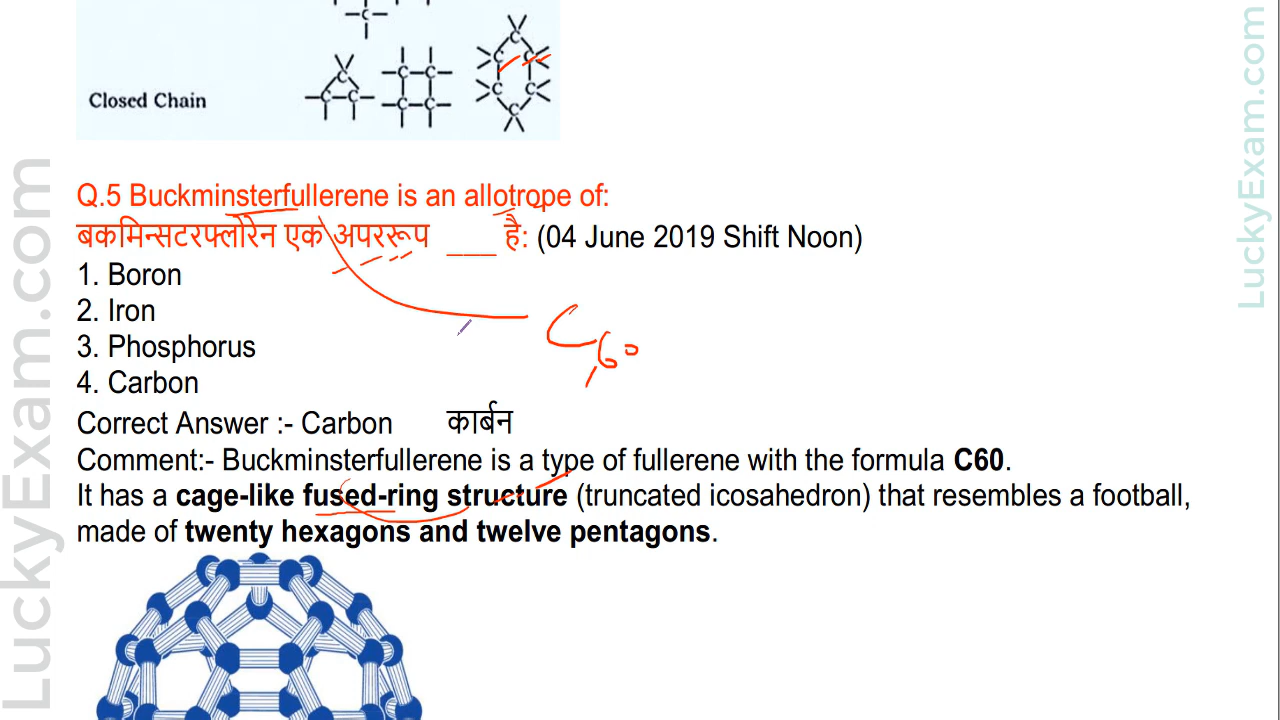 Closed Chain
Q.5 Buckminsterfullerene is an allotrope of:
बकमिन्सटरफ्लोरेन एक अपररूप ___ है: (04 June 2019 Shift Noon)
1. Boron
2. Iron
3. Phosphorus
C60
4. Carbon
Correct Answer :- Carbon कार्बन
Comment:- Buckminsterfullerene is a type of fullerene with the formula C60.
It has a cage-like fused-ring structure (truncated icosahedron) that resembles a football,
made of twenty hexagons and twelve pentagons.
LuckyExam.com
LuckyExam.com